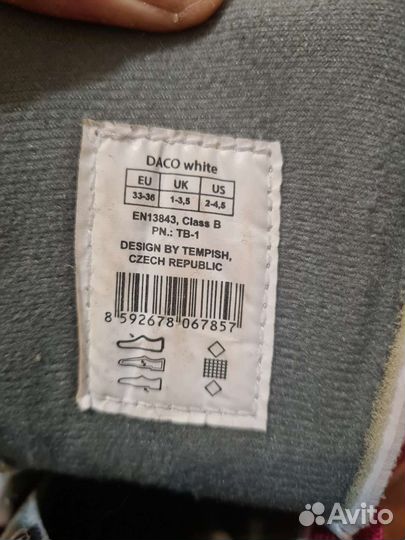 DACO white
EU UK US
33-36 1-3,5 2-4,5
EN13843, Class B
PN.: TB-1
DESIGN BY TEMPISH,
CZECH REPUBLIC
8 592678 067857
Avito